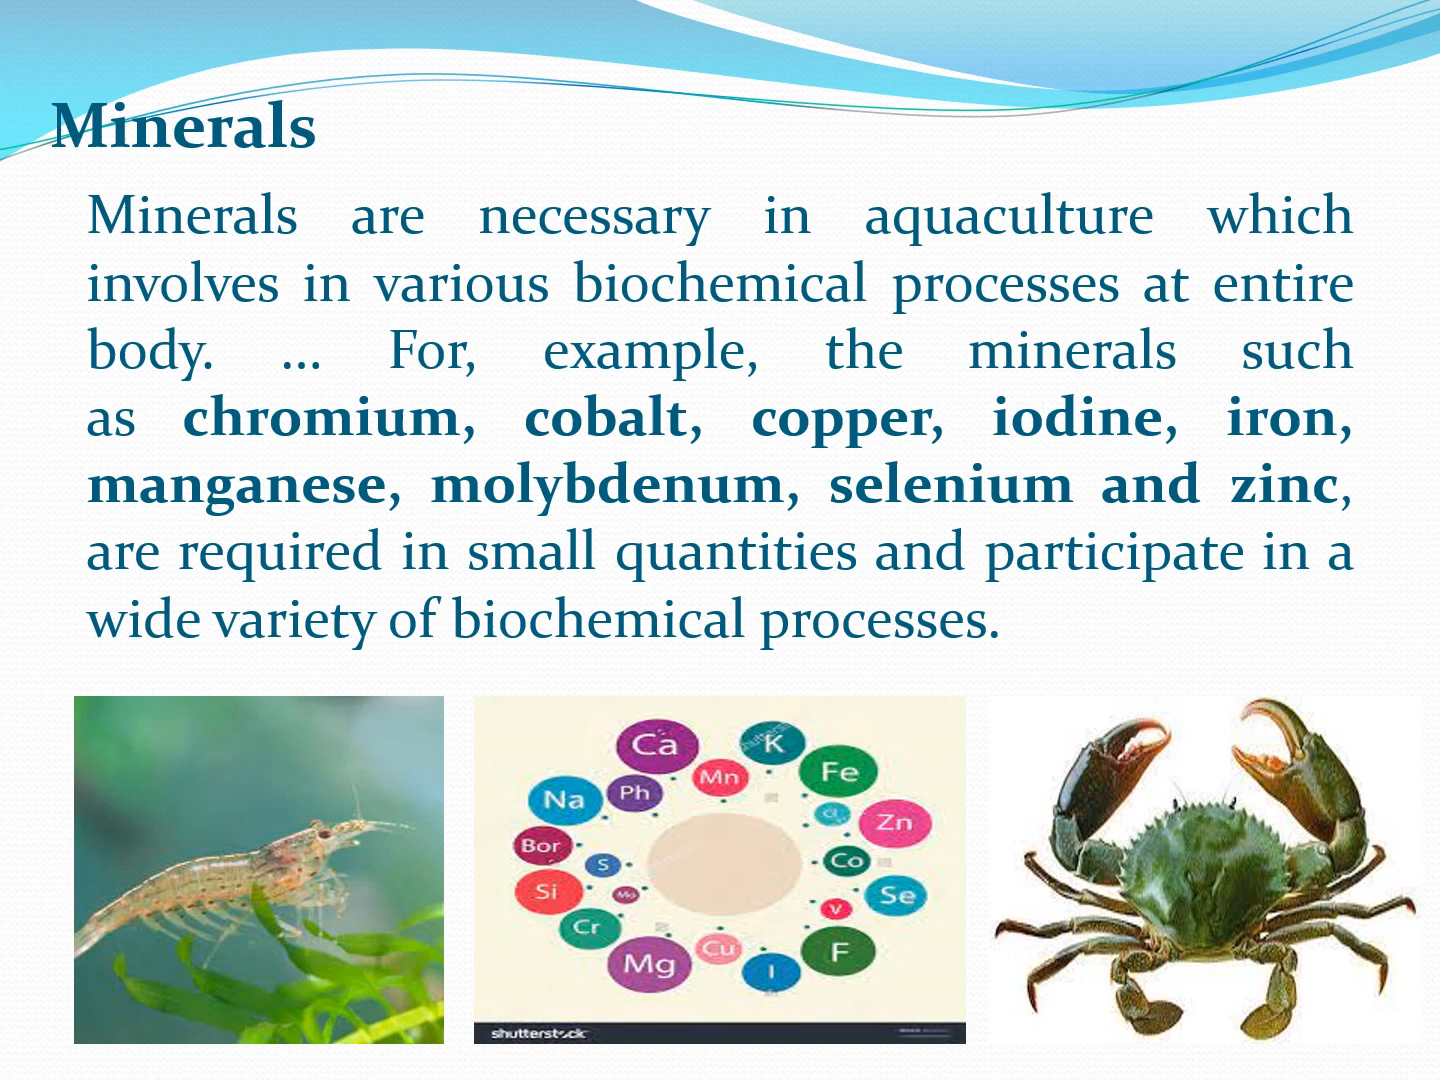 Minerals
Minerals are necessary in aquaculture which
involves in various biochemical processes at entire
body. ... For, example, the minerals such
as chromium, cobalt, copper, iodine, iron,
manganese, molybdenum, selenium and zinc,
are required in small quantities and participate in a
wide variety of biochemical processes.
Ca
K
Mn
Fe
Na
Ph
Cl
Zn
Bor
S
Co
Si
Mo
Se
V
Cr
Cu
F
Mg
I
shutterstock